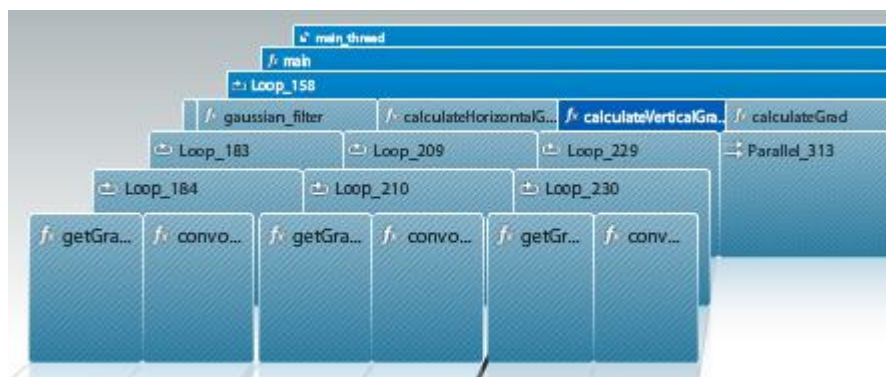 main_thread
main
Loop_158
gaussian_filter calculateHorizontalG... calculateVerticalGra.. calculateGrad
Loop_183 Loop_209 Loop_229 Parallel_313
Loop_184 Loop_210 Loop_230
getGra... convo... getGra... convo... getGr... conv...